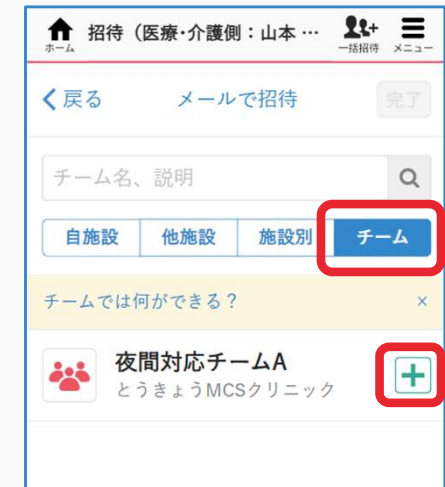 招待（医療･介護側：山本 …
ホーム
一括招待
メニュー
戻る
メールで招待
完了
チーム名、説明
自施設 他施設 施設別 チーム
チームでは何ができる？ ×
夜間対応チームA
とうきょうMCSクリニック